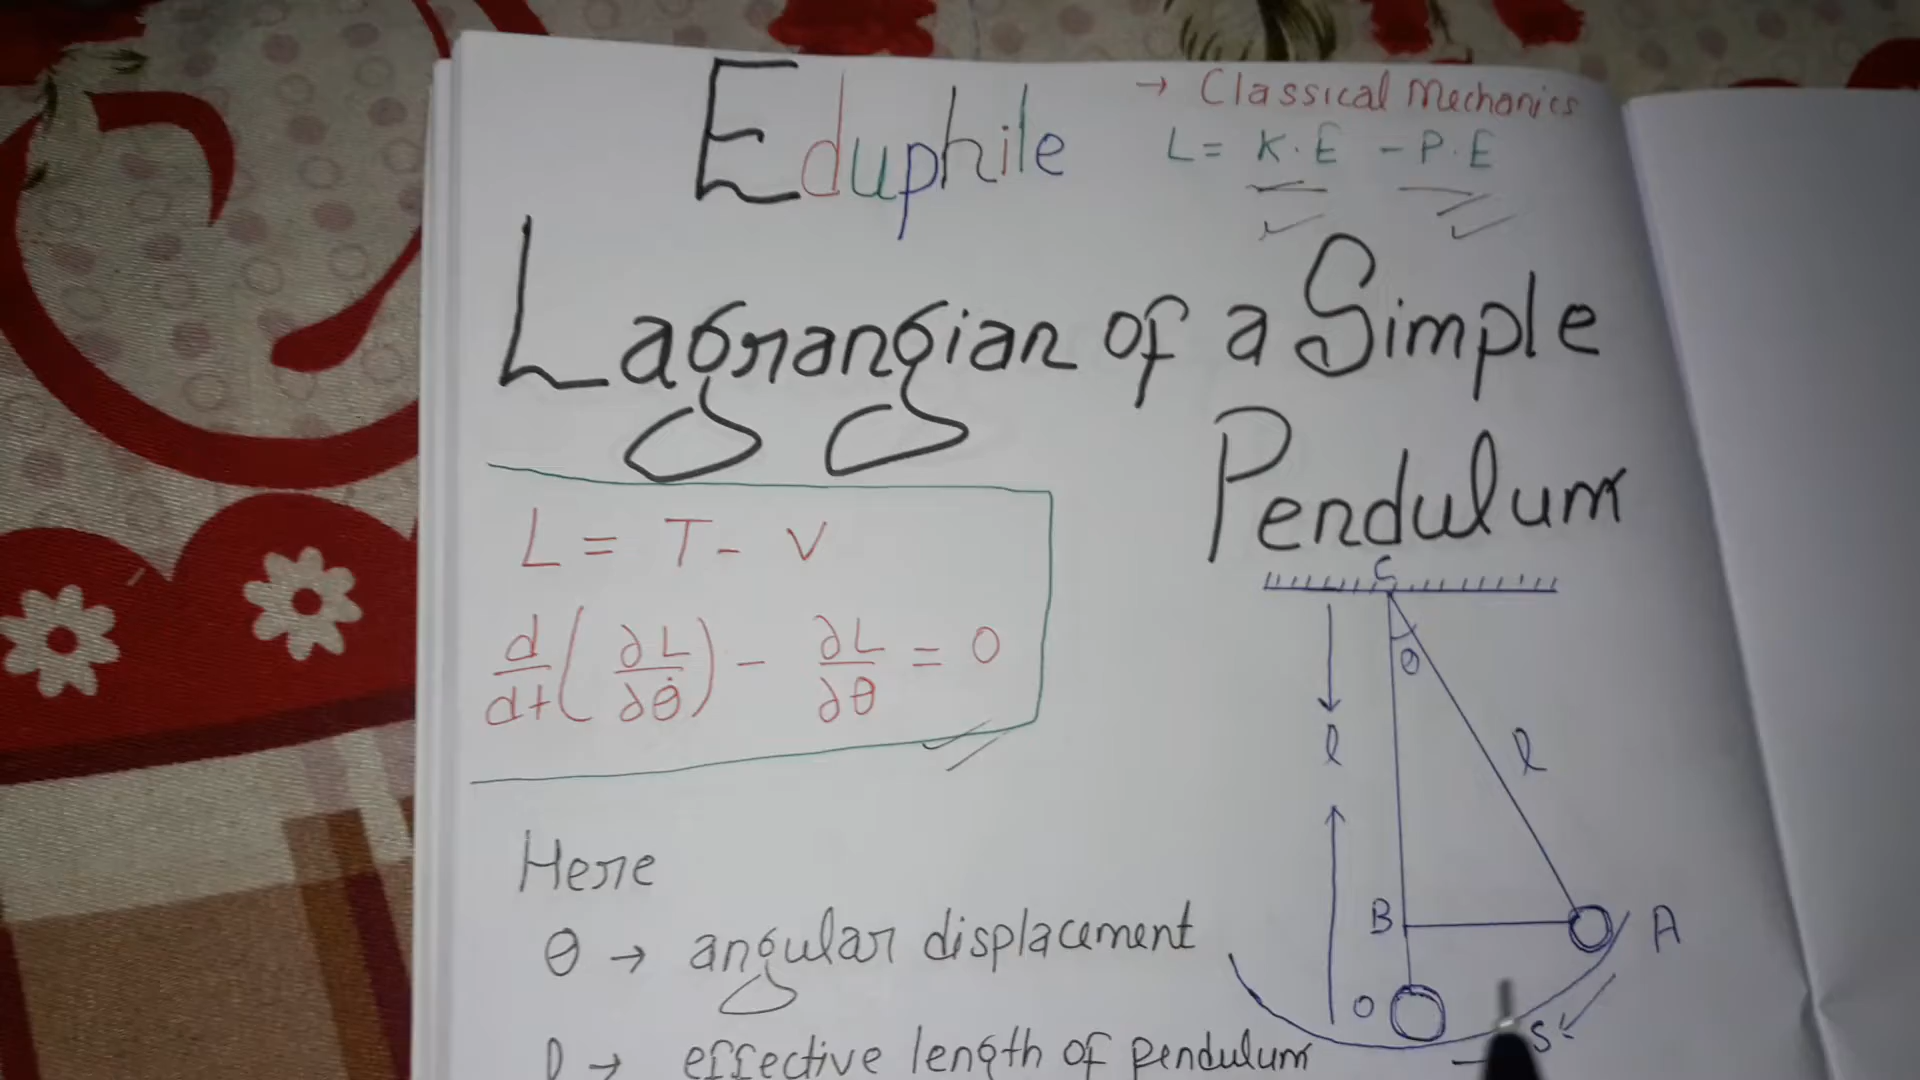 Eduphile
→ Classical Mechanics
L = K.E - P.E
Lagrangian of a Simple
Pendulum
L = T - V
d/dt(∂L/∂θ̇) - ∂L/∂θ = 0
C
θ
l
l
B
A
O
S
Here
θ → angular displacement
l → effective length of pendulum